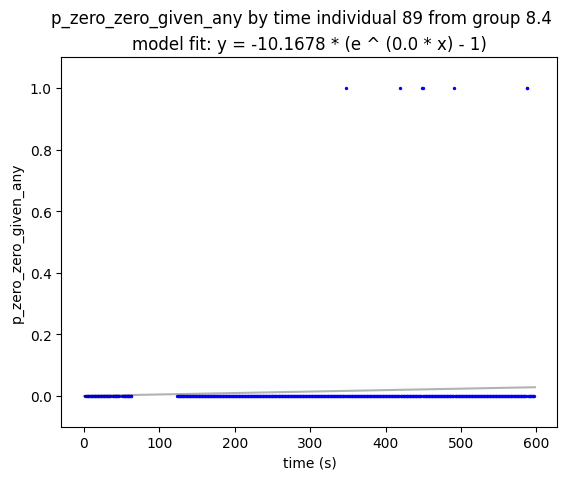 p_zero_zero_given_any by time individual 89 from group 8.4
model fit: y = -10.1678 * (e ^ (0.0 * x) - 1)
1.0
0.8
0.6
0.4
0.2
0.0
p_zero_zero_given_any
0 100 200 300 400 500 600
time (s)